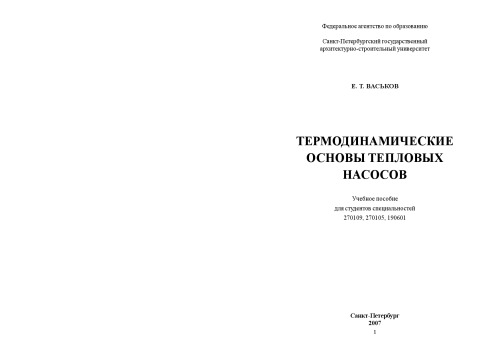 Федеральное агентство по образованию
Санкт-Петербургский государственный
архитектурно-строительный университет
Е. Т. ВАСЬКОВ
ТЕРМОДИНАМИЧЕСКИЕ
ОСНОВЫ ТЕПЛОВЫХ
НАСОСОВ
Учебное пособие
для студентов специальностей
270109, 270105, 190601
Санкт-Петербург
2007
1